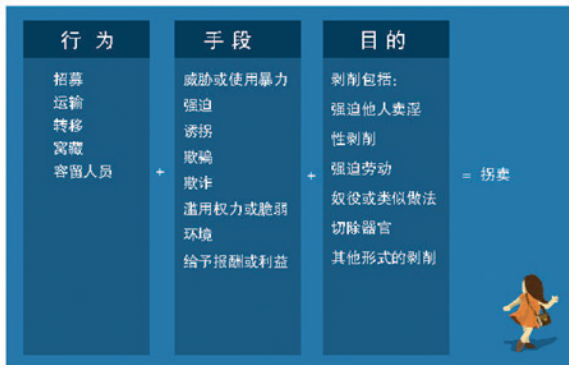 行 为
招募
运输
转移
窝藏
容留人员
+
手 段
威胁或使用暴力
强迫
诱拐
欺骗
欺诈
滥用权力或脆弱
环境
给予报酬或利益
+
目 的
剥削包括：
强迫他人卖淫
性剥削
强迫劳动
奴役或类似做法
切除器官
其他形式的剥削
= 拐卖